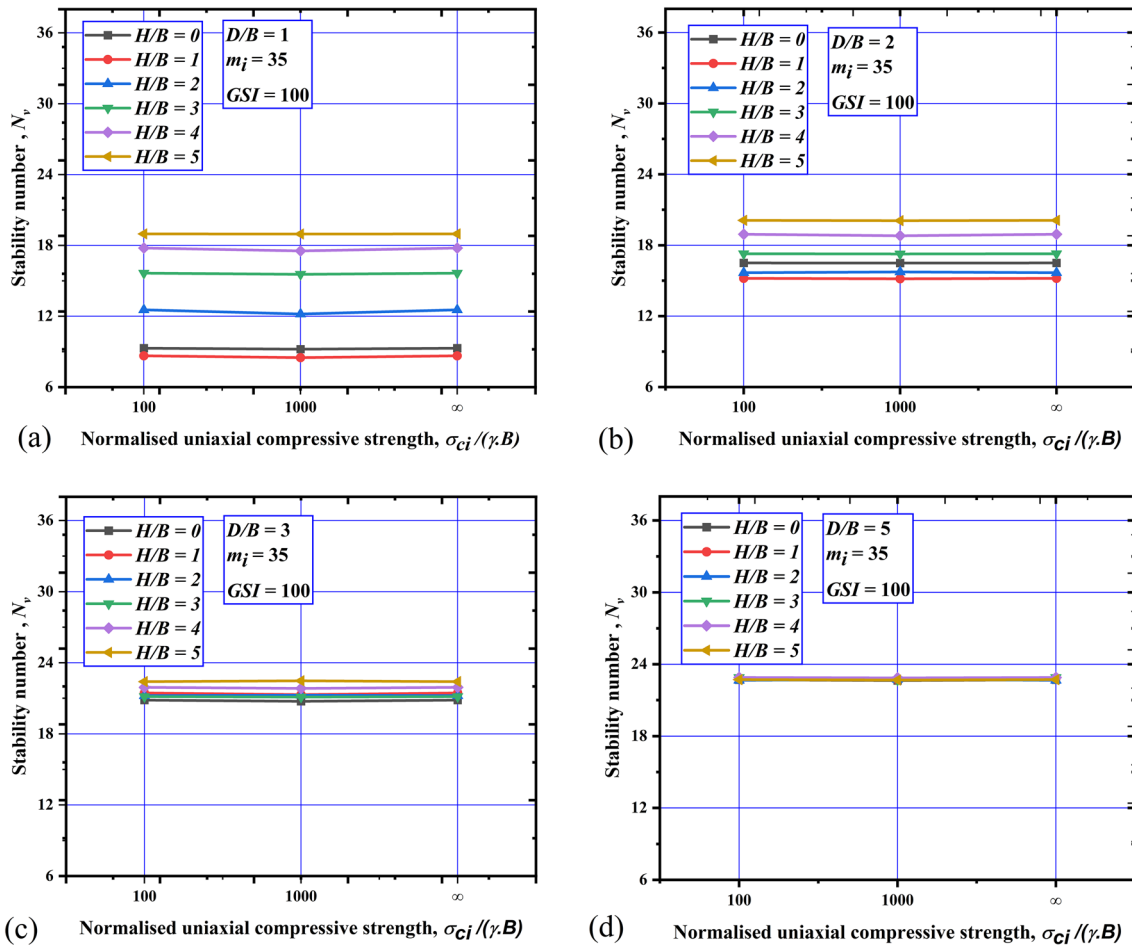 36
30
24
18
12
6
Stability number , Nv
H/B = 0
H/B = 1
H/B = 2
H/B = 3
H/B = 4
H/B = 5
D/B = 1
mi = 35
GSI = 100
100
1000
∞
(a)
Normalised uniaxial compressive strength, σci /(γ.B)
36
30
24
18
12
6
Stability number , Nv
H/B = 0
H/B = 1
H/B = 2
H/B = 3
H/B = 4
H/B = 5
D/B = 2
mi = 35
GSI = 100
100
1000
∞
(b)
Normalised uniaxial compressive strength, σci /(γ.B)
36
30
24
18
12
6
Stability number , Nv
H/B = 0
H/B = 1
H/B = 2
H/B = 3
H/B = 4
H/B = 5
D/B = 3
mi = 35
GSI = 100
100
1000
∞
(c)
Normalised uniaxial compressive strength, σci /(γ.B)
36
30
24
18
12
6
Stability number , Nv
H/B = 0
H/B = 1
H/B = 2
H/B = 3
H/B = 4
H/B = 5
D/B = 5
mi = 35
GSI = 100
100
1000
∞
(d)
Normalised uniaxial compressive strength, σci /(γ.B)